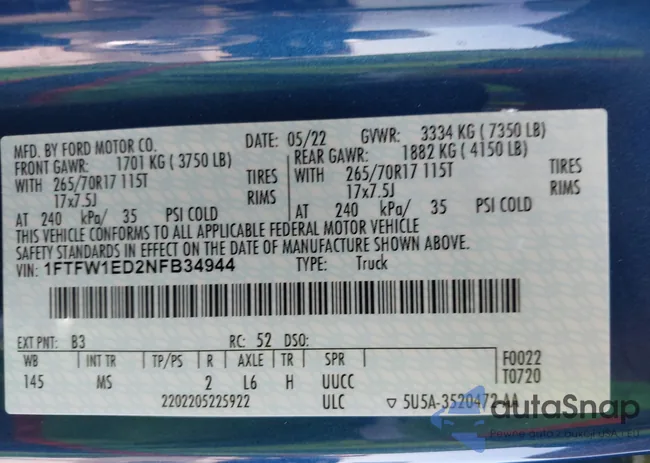 MFD. BY FORD MOTOR CO. DATE: 05/22 GVWR: 3334 KG ( 7350 LB)
FRONT GAWR: 1701 KG ( 3750 LB) REAR GAWR: 1882 KG ( 4150 LB)
WITH 265/70R17 115T TIRES WITH 265/70R17 115T TIRES
17x7.5J RIMS 17x7.5J RIMS
AT 240 kPa/ 35 PSI COLD AT 240 kPa/ 35 PSI COLD
THIS VEHICLE CONFORMS TO ALL APPLICABLE FEDERAL MOTOR VEHICLE
SAFETY STANDARDS IN EFFECT ON THE DATE OF MANUFACTURE SHOWN ABOVE.
VIN: 1FTFW1ED2NFB34944 TYPE: Truck
EXT PNT: B3 RC: 52 DSO:
WB INT TR TP/PS R AXLE TR SPR F0022
145 MS 2 L6 H UUCC T0720
2202205225922 ULC ▽ 5U5A-3520472-AA
autaSnap